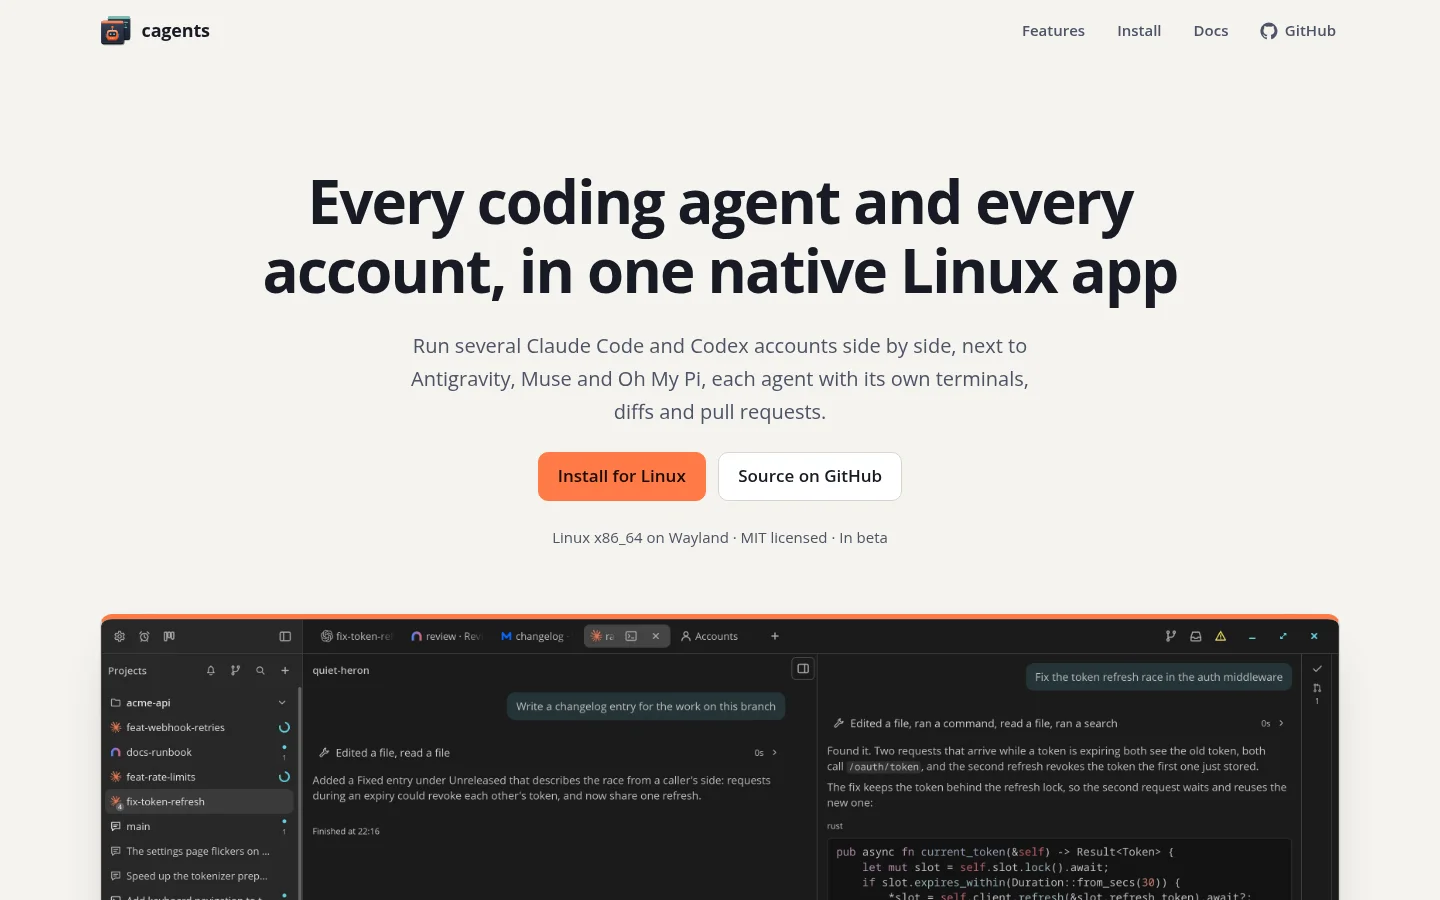 cagents
Features
Install
Docs
GitHub
Every coding agent and every
account, in one native Linux app
Run several Claude Code and Codex accounts side by side, next to
Antigravity, Muse and Oh My Pi, each agent with its own terminals,
diffs and pull requests.
Install for Linux
Source on GitHub
Linux x86_64 on Wayland · MIT licensed · In beta
fix-token-re
review · Rev
changelog
ra
Accounts
Projects
acme-api
feat-webhook-retries
docs-runbook
1
feat-rate-limits
fix-token-refresh
main
1
The settings page flickers on ...
Speed up the tokenizer prep...
quiet-heron
Write a changelog entry for the work on this branch
Edited a file, read a file
0s
Added a Fixed entry under Unreleased that describes the race from a caller's side: requests
during an expiry could revoke each other's token, and now share one refresh.
Finished at 22:16
Fix the token refresh race in the auth middleware
1
Edited a file, ran a command, read a file, ran a search
0s
Found it. Two requests that arrive while a token is expiring both see the old token, both
call /oauth/token, and the second refresh revokes the token the first one just stored.
The fix keeps the token behind the refresh lock, so the second request waits and reuses the
new one:
rust
pub async fn current_token(&self) -> Result<Token> {
let mut slot = self.slot.lock().await;
if slot.expires_within(Duration::from_secs(30)) {
*slot = self.client.refresh(&slot.refresh_token).await?;